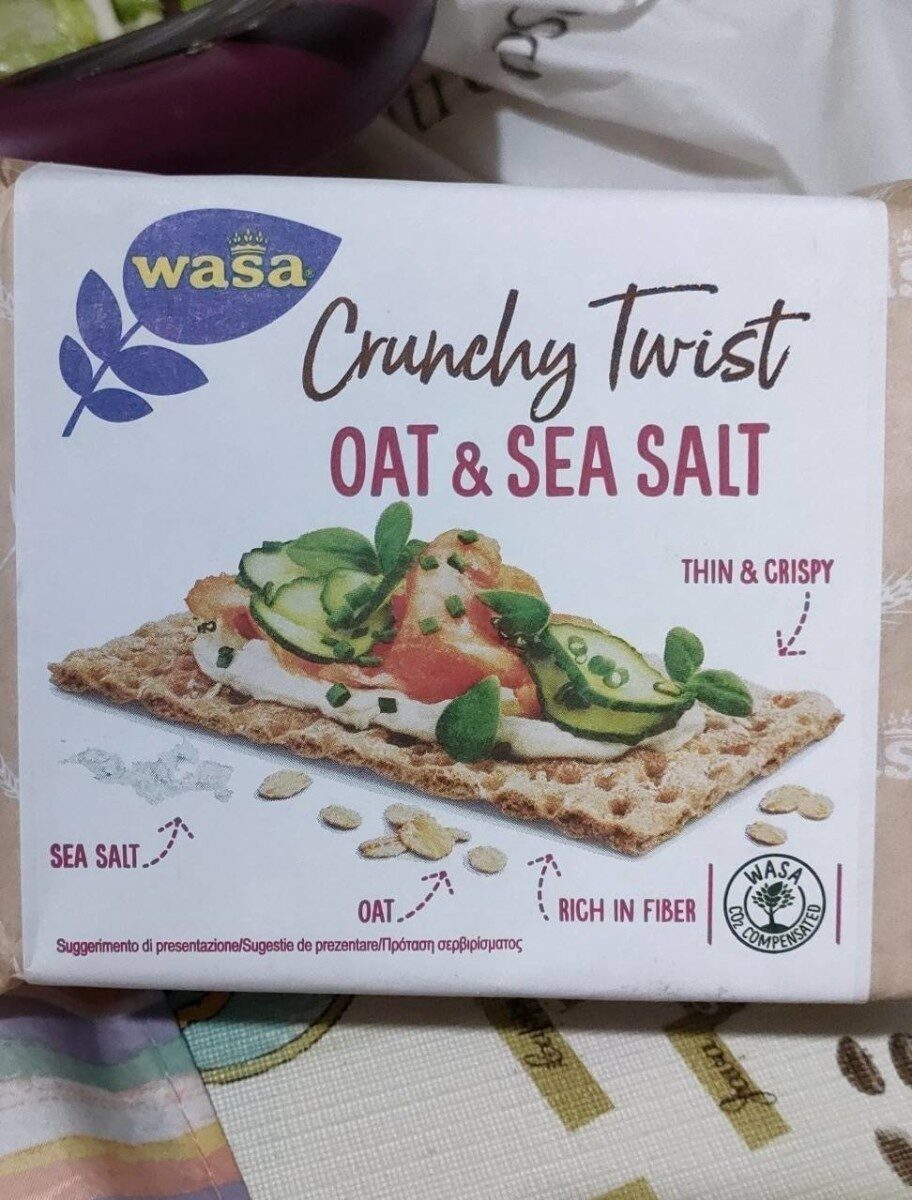 wasa
Crunchy Twist
OAT & SEA SALT
THIN & CRISPY
SEA SALT
OAT
RICH IN FIBER
WASA
CO2 COMPENSATED
Suggerimento di presentazione/Sugestie de prezentare/Πρόταση σερβιρίσματος